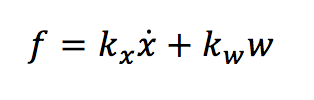 f = kₓẋ + k_w w